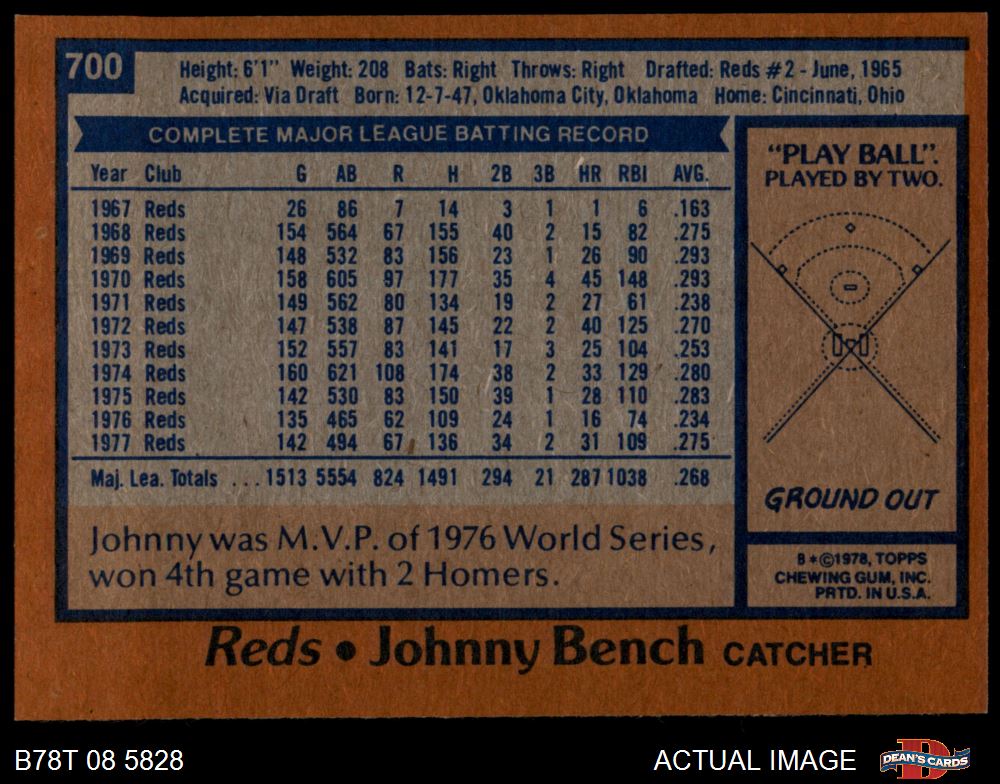 700
Height: 6'1" Weight: 208 Bats: Right Throws: Right Drafted: Reds #2 - June, 1965
Acquired: Via Draft Born: 12-7-47, Oklahoma City, Oklahoma Home: Cincinnati, Ohio
COMPLETE MAJOR LEAGUE BATTING RECORD
Year Club G AB R H 2B 3B HR RBI AVG.
1967 Reds 26 86 7 14 3 1 1 6 .163
1968 Reds 154 564 67 155 40 2 15 82 .275
1969 Reds 148 532 83 156 23 1 26 90 .293
1970 Reds 158 605 97 177 35 4 45 148 .293
1971 Reds 149 562 80 134 19 2 27 61 .238
1972 Reds 147 538 87 145 22 2 40 125 .270
1973 Reds 152 557 83 141 17 3 25 104 .253
1974 Reds 160 621 108 174 38 2 33 129 .280
1975 Reds 142 530 83 150 39 1 28 110 .283
1976 Reds 135 465 62 109 24 1 16 74 .234
1977 Reds 142 494 67 136 34 2 31 109 .275
Maj. Lea. Totals ... 1513 5554 824 1491 294 21 287 1038 .268
Johnny was M.V.P. of 1976 World Series,
won 4th game with 2 Homers.
"PLAY BALL".
PLAYED BY TWO.
GROUND OUT
B*©1978, TOPPS
CHEWING GUM, INC.
PRTD. IN U.S.A.
Reds • Johnny Bench CATCHER
B78T 08 5828
ACTUAL IMAGE
DEAN'S CARDS